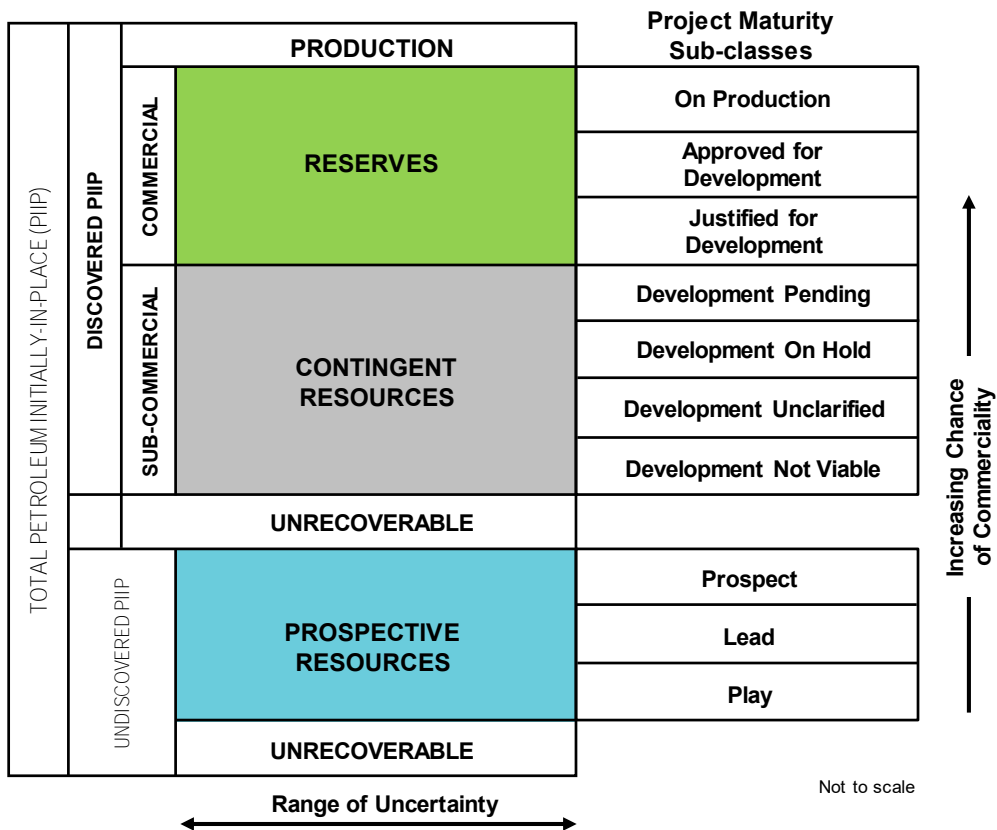 Project Maturity
Sub-classes
PRODUCTION
TOTAL PETROLEUM INITIALLY-IN-PLACE (PIIP)
DISCOVERED PIIP
COMMERCIAL
RESERVES
On Production
Approved for
Development
Justified for
Development
SUB-COMMERCIAL
CONTINGENT
RESOURCES
Development Pending
Development On Hold
Development Unclarified
Development Not Viable
UNRECOVERABLE
UNDISCOVERED PIIP
PROSPECTIVE
RESOURCES
Prospect
Lead
Play
UNRECOVERABLE
Increasing Chance
of Commerciality
Not to scale
Range of Uncertainty